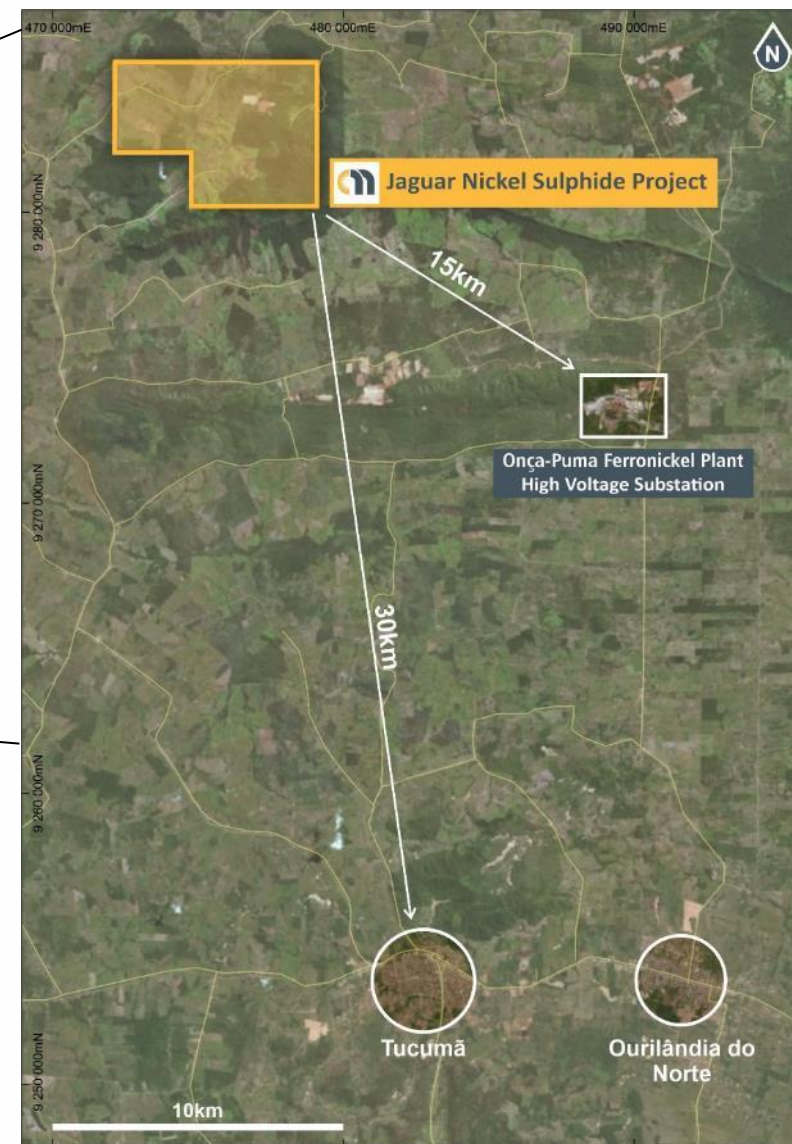 470 000mE
480 000mE
490 000mE
N
Jaguar Nickel Sulphide Project
9 280 000mN
15km
Onça-Puma Ferronickel Plant
High Voltage Substation
9 270 000mN
30km
9 260 000mN
Tucumã
Ourilândia do
Norte
9 250 000mN
10km